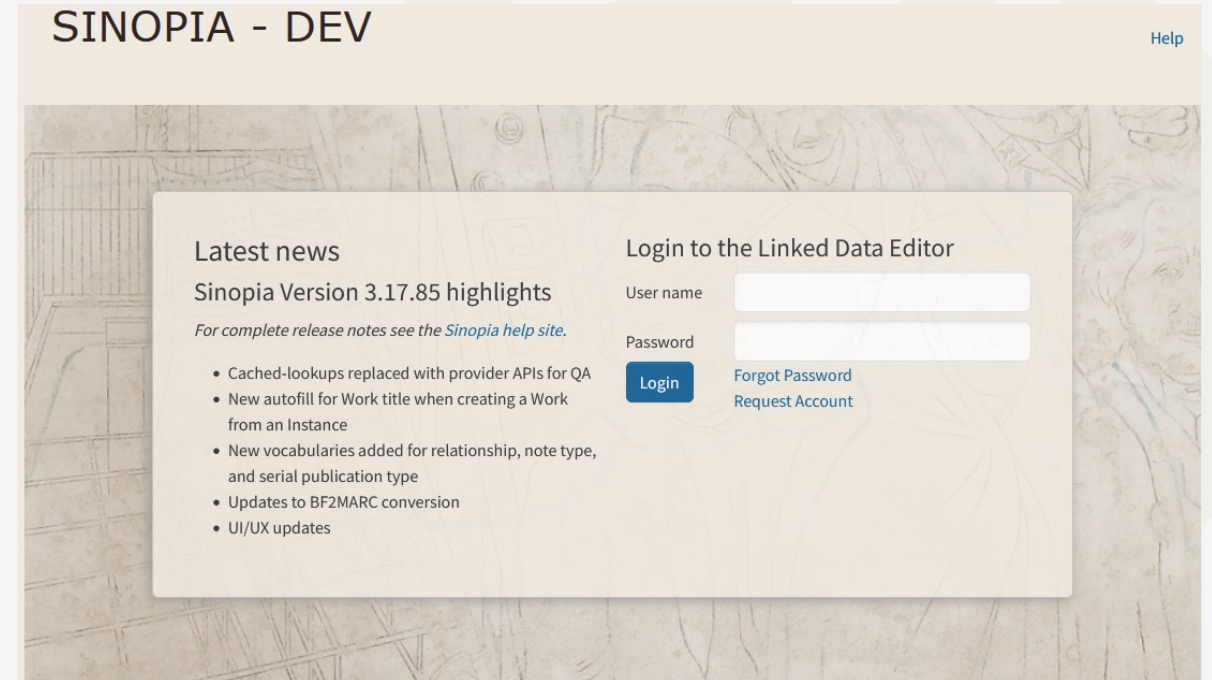 SINOPIA - DEV
Help
Latest news
Sinopia Version 3.17.85 highlights
For complete release notes see the Sinopia help site.
• Cached-lookups replaced with provider APIs for QA
• New autofill for Work title when creating a Work
from an Instance
• New vocabularies added for relationship, note type,
and serial publication type
• Updates to BF2MARC conversion
• UI/UX updates
Login to the Linked Data Editor
User name
Password
Login
Forgot Password
Request Account